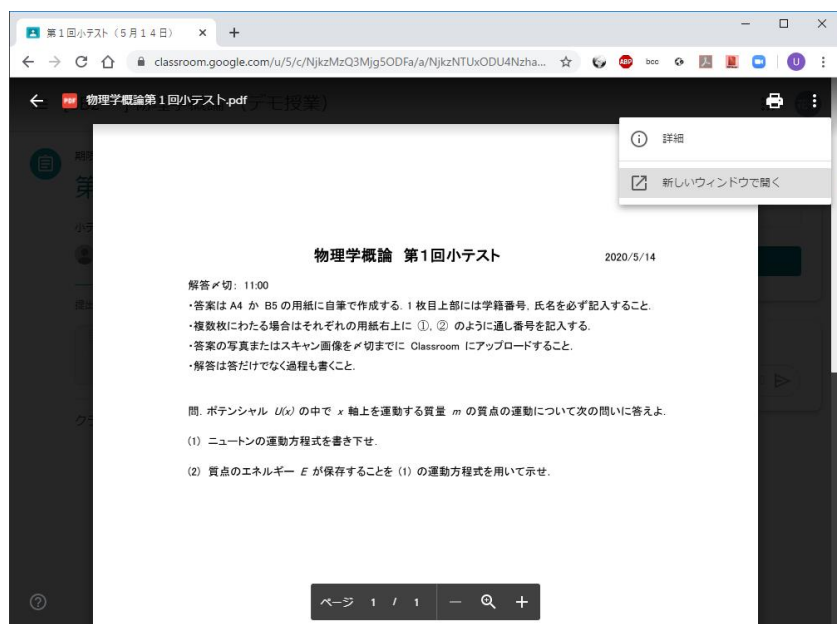 第1回小テスト(5月14日)
classroom.google.com/u/5/c/NjkzMzQ3Mjg5ODFa/a/NjkzNTUxODU4Nzha...
ABP
bcc
U
PDF 物理学概論第1回小テスト.pdf
詳細
新しいウィンドウで開く
物理学概論 第1回小テスト 2020/5/14
解答〆切: 11:00
・答案は A4 か B5 の用紙に自筆で作成する. 1 枚目上部には学籍番号, 氏名を必ず記入すること.
・複数枚にわたる場合はそれぞれの用紙右上に ①, ② のように通し番号を記入する.
・答案の写真またはスキャン画像を〆切までに Classroom にアップロードすること.
・解答は答だけでなく過程も書くこと.
問. ポテンシャル U(x) の中で x 軸上を運動する質量 m の質点の運動について次の問いに答えよ.
(1) ニュートンの運動方程式を書き下せ.
(2) 質点のエネルギー E が保存することを (1) の運動方程式を用いて示せ.
ページ 1 / 1